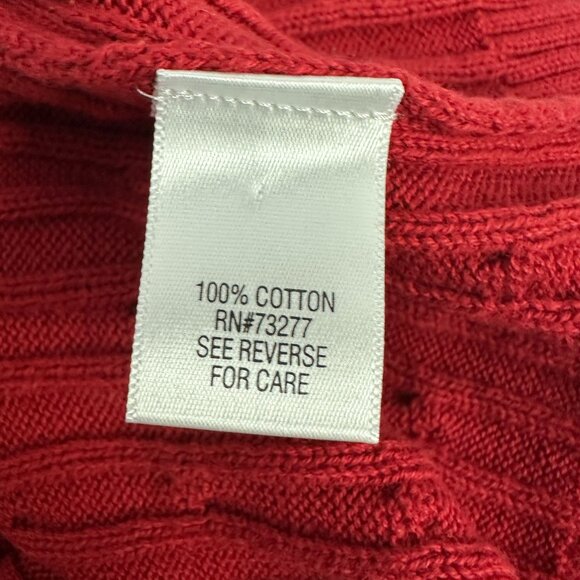 100% COTTON
RN#73277
SEE REVERSE
FOR CARE